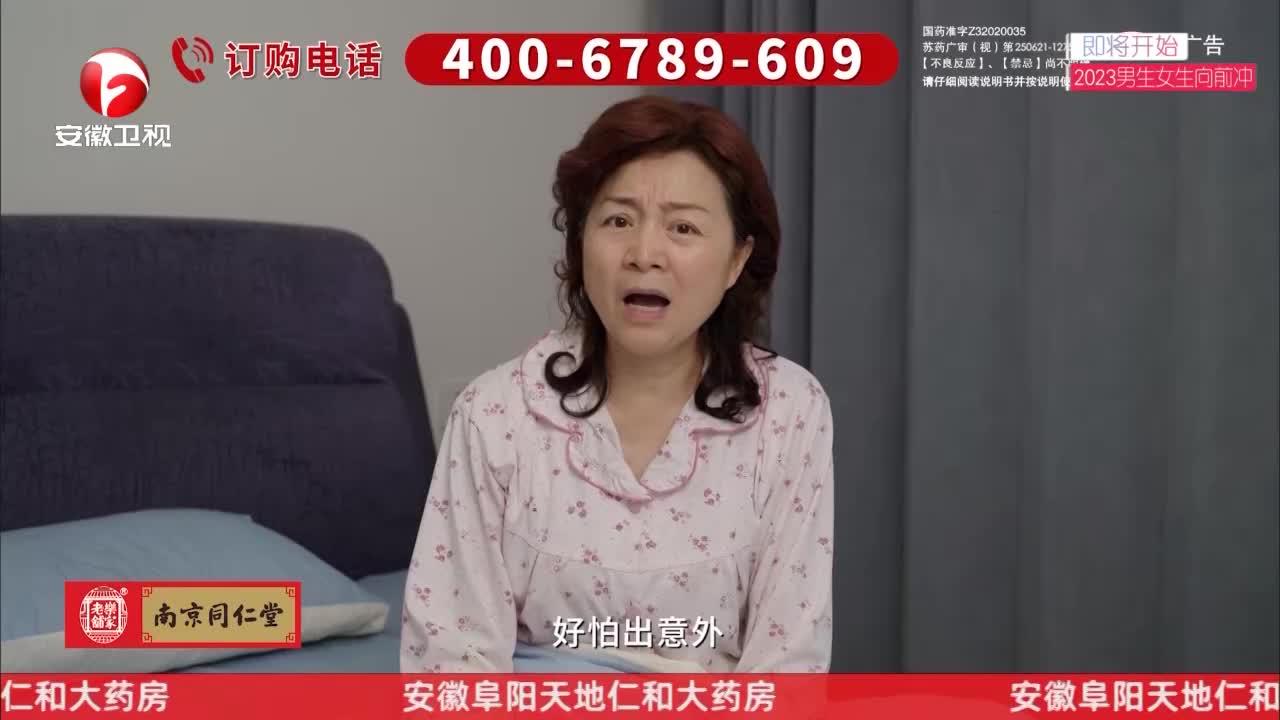 订购电话 400-6789-609
国药准字Z32020035
苏药广审（视）第250621-127
【不良反应】、【禁忌】尚不明确
请仔细阅读说明书并按说明使
广告
即将开始
2023男生女生向前冲
安徽卫视
老铺
樂家
南京同仁堂
好怕出意外
仁和大药房 安徽阜阳天地仁和大药房 安徽阜阳天地仁和